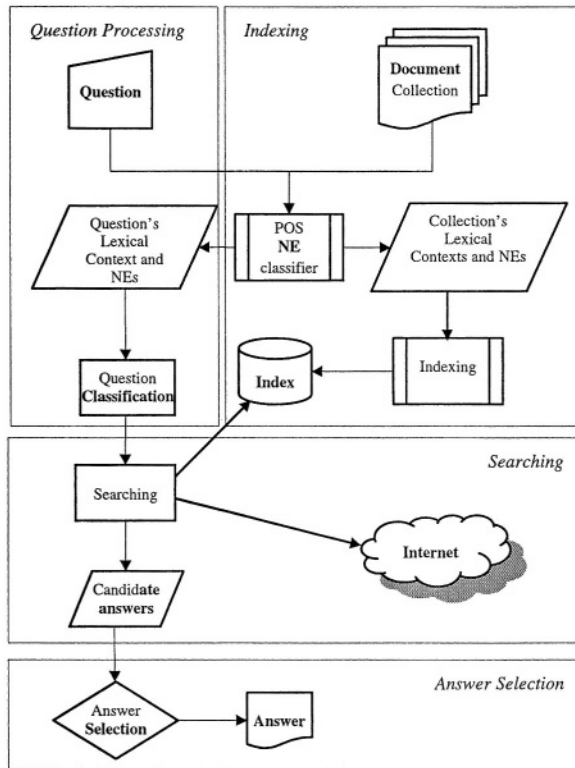 Question Processing
Indexing
Question
Document
Collection
Question's
Lexical
Context and
NEs
POS
NE
classifier
Collection's
Lexical
Contexts and NEs
Question
Classification
Index
Indexing
Searching
Searching
Internet
Candidate
answers
Answer Selection
Answer
Selection
Answer